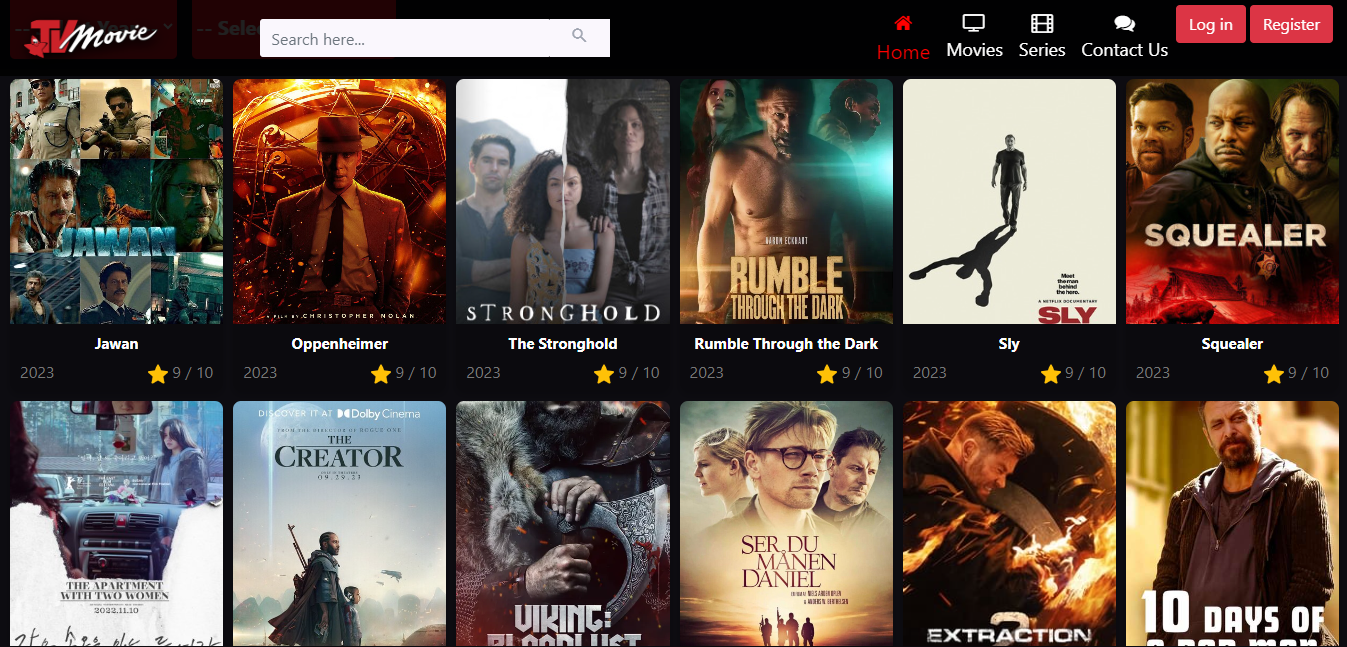 TVMovie
-- Sele
Search here...
Home
Movies
Series
Contact Us
Log in
Register
JAWAN
A FILM BY CHRISTOPHER NOLAN
STRONGHOLD
AARON ECKHART
RUMBLE
THROUGH THE DARK
Meet
the man
behind
the hero.
A NETFLIX DOCUMENTARY
SLY
SQUEALER
Jawan
Oppenheimer
The Stronghold
Rumble Through the Dark
Sly
Squealer
2023
9 / 10
2023
9 / 10
2023
9 / 10
2023
9 / 10
2023
9 / 10
2023
9 / 10
THE APARTMENT
WITH TWO WOMEN
2022.11.10
DISCOVER IT AT Dolby Cinema
FROM THE DIRECTOR OF ROGUE ONE
THE
CREATOR
09.29.23
VIKING:
BLOODLUST
SER DU
MÅNEN
DANIEL
EXTRACTION
2
10 DAYS OF